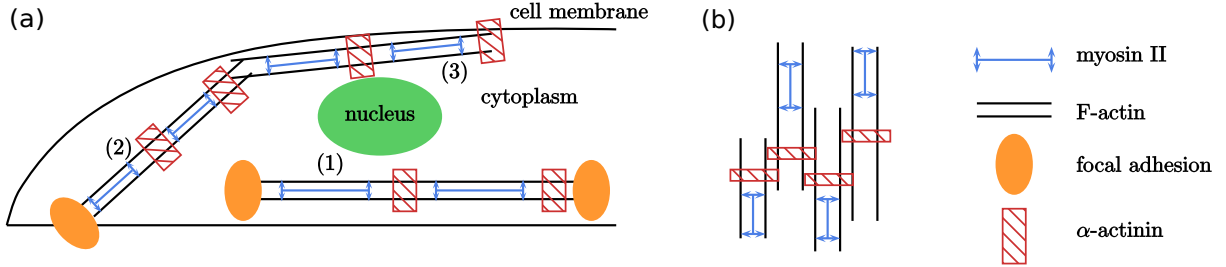 (a)
cell membrane
(3)
cytoplasm
nucleus
(2)
(1)
(b)
myosin II
F-actin
focal adhesion
α-actinin